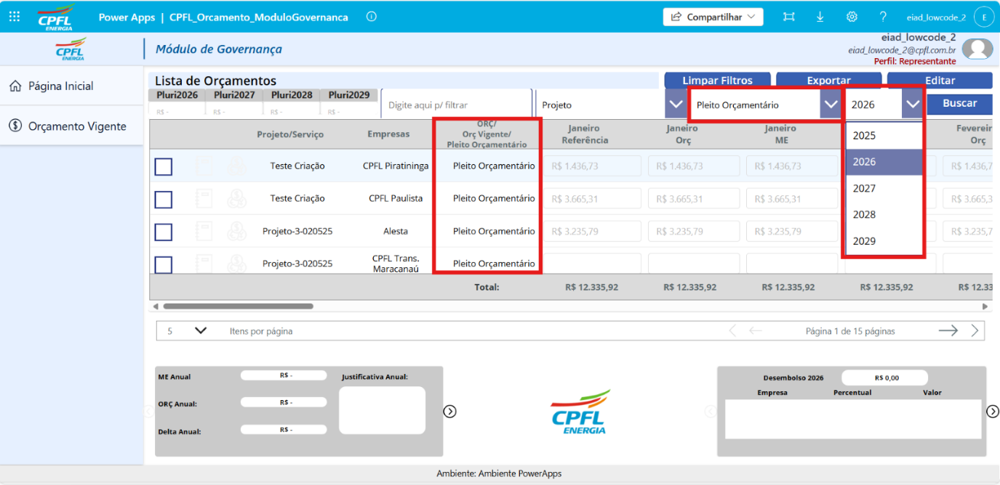 CPFL
ENERGIA
Power Apps | CPFL_Orcamento_ModuloGovernanca
Compartilhar
?
eiad_lowcode_2
E
CPFL
ENERGIA
Módulo de Governança
eiad_lowcode_2
eiad_lowcode_2@cpfl.com.br
Perfil: Representante
Página Inicial
Orçamento Vigente
Lista de Orçamentos
Limpar Filtros
Exportar
Editar
Pluri2026 Pluri2027 Pluri2028 Pluri2029
R$ - R$ - R$ - R$ -
Digite aqui p/ filtrar
Projeto
Pleito Orçamentário
2026
Buscar
2025
2026
2027
2028
2029
Projeto/Serviço
Empresas
ORÇ/
Orç Vigente/
Pleito Orçamentário
Janeiro
Referência
Janeiro
Orç
Janeiro
ME
Fevereir
Orç
Teste Criação CPFL Piratininga Pleito Orçamentário R$ 1.436,73 R$ 1.436,73 R$ 1.436,73 R$ 1.436,7
Teste Criação CPFL Paulista Pleito Orçamentário R$ 3.665,31 R$ 3.665,31 R$ 3.665,31 R$ 3.665,3
Projeto-3-020525 Alesta Pleito Orçamentário R$ 3.235,79 R$ 3.235,79 R$ 3.235,79 R$ 3.235,7
Projeto-3-020525 CPFL Trans. Maracanaú Pleito Orçamentário
Total: R$ 12.335,92 R$ 12.335,92 R$ 12.335,92 R$ 12.335,92 R$ 12.33
5 Itens por página
Página 1 de 15 páginas
ME Anual R$ -
ORÇ Anual: R$ -
Delta Anual: R$ -
Justificativa Anual:
CPFL
ENERGIA
Desembolso 2026 R$ 0,00
Empresa Percentual Valor
Ambiente: Ambiente PowerApps